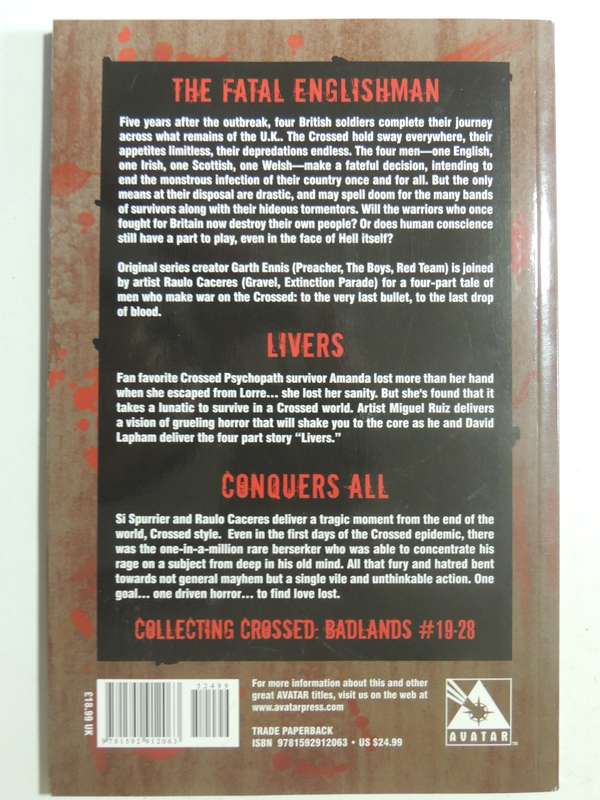 THE FATAL ENGLISHMAN
Five years after the outbreak, four British soldiers complete their journey
across what remains of the U.K.. The Crossed hold sway everywhere, their
appetites limitless, their depredations endless. The four men—one English,
one Irish, one Scottish, one Welsh—make a fateful decision, intending to
end the monstrous infection of their country once and for all. But the only
means at their disposal are drastic, and may spell doom for the many bands
of survivors along with their hideous tormentors. Will the warriors who once
fought for Britain now destroy their own people? Or does human conscience
still have a part to play, even in the face of Hell itself?
Original series creator Garth Ennis (Preacher, The Boys, Red Team) is joined
by artist Raulo Caceres (Gravel, Extinction Parade) for a four-part tale of
men who make war on the Crossed: to the very last bullet, to the last drop
of blood.
LIVERS
Fan favorite Crossed Psychopath survivor Amanda lost more than her hand
when she escaped from Lorre... she lost her sanity. But she's found that it
takes a lunatic to survive in a Crossed world. Artist Miguel Ruiz delivers
a vision of grueling horror that will shake you to the core as he and David
Lapham deliver the four part story “Livers.”
CONQUERS ALL
Si Spurrier and Raulo Caceres deliver a tragic moment from the end of the
world, Crossed style. Even in the first days of the Crossed epidemic, there
was the one-in-a-million rare berserker who was able to concentrate his
rage on a subject from deep in his old mind. All that fury and hatred bent
towards not general mayhem but a single vile and unthinkable action. One
goal... one driven horror... to find love lost.
COLLECTING CROSSED: BADLANDS #19-28
£18.99 UK
52499
9781592912063
For more information about this and other
great AVATAR titles, visit us on the web at
www.avatarpress.com
TRADE PAPERBACK
ISBN 9781592912063 • US $24.99
AVATAR
TM